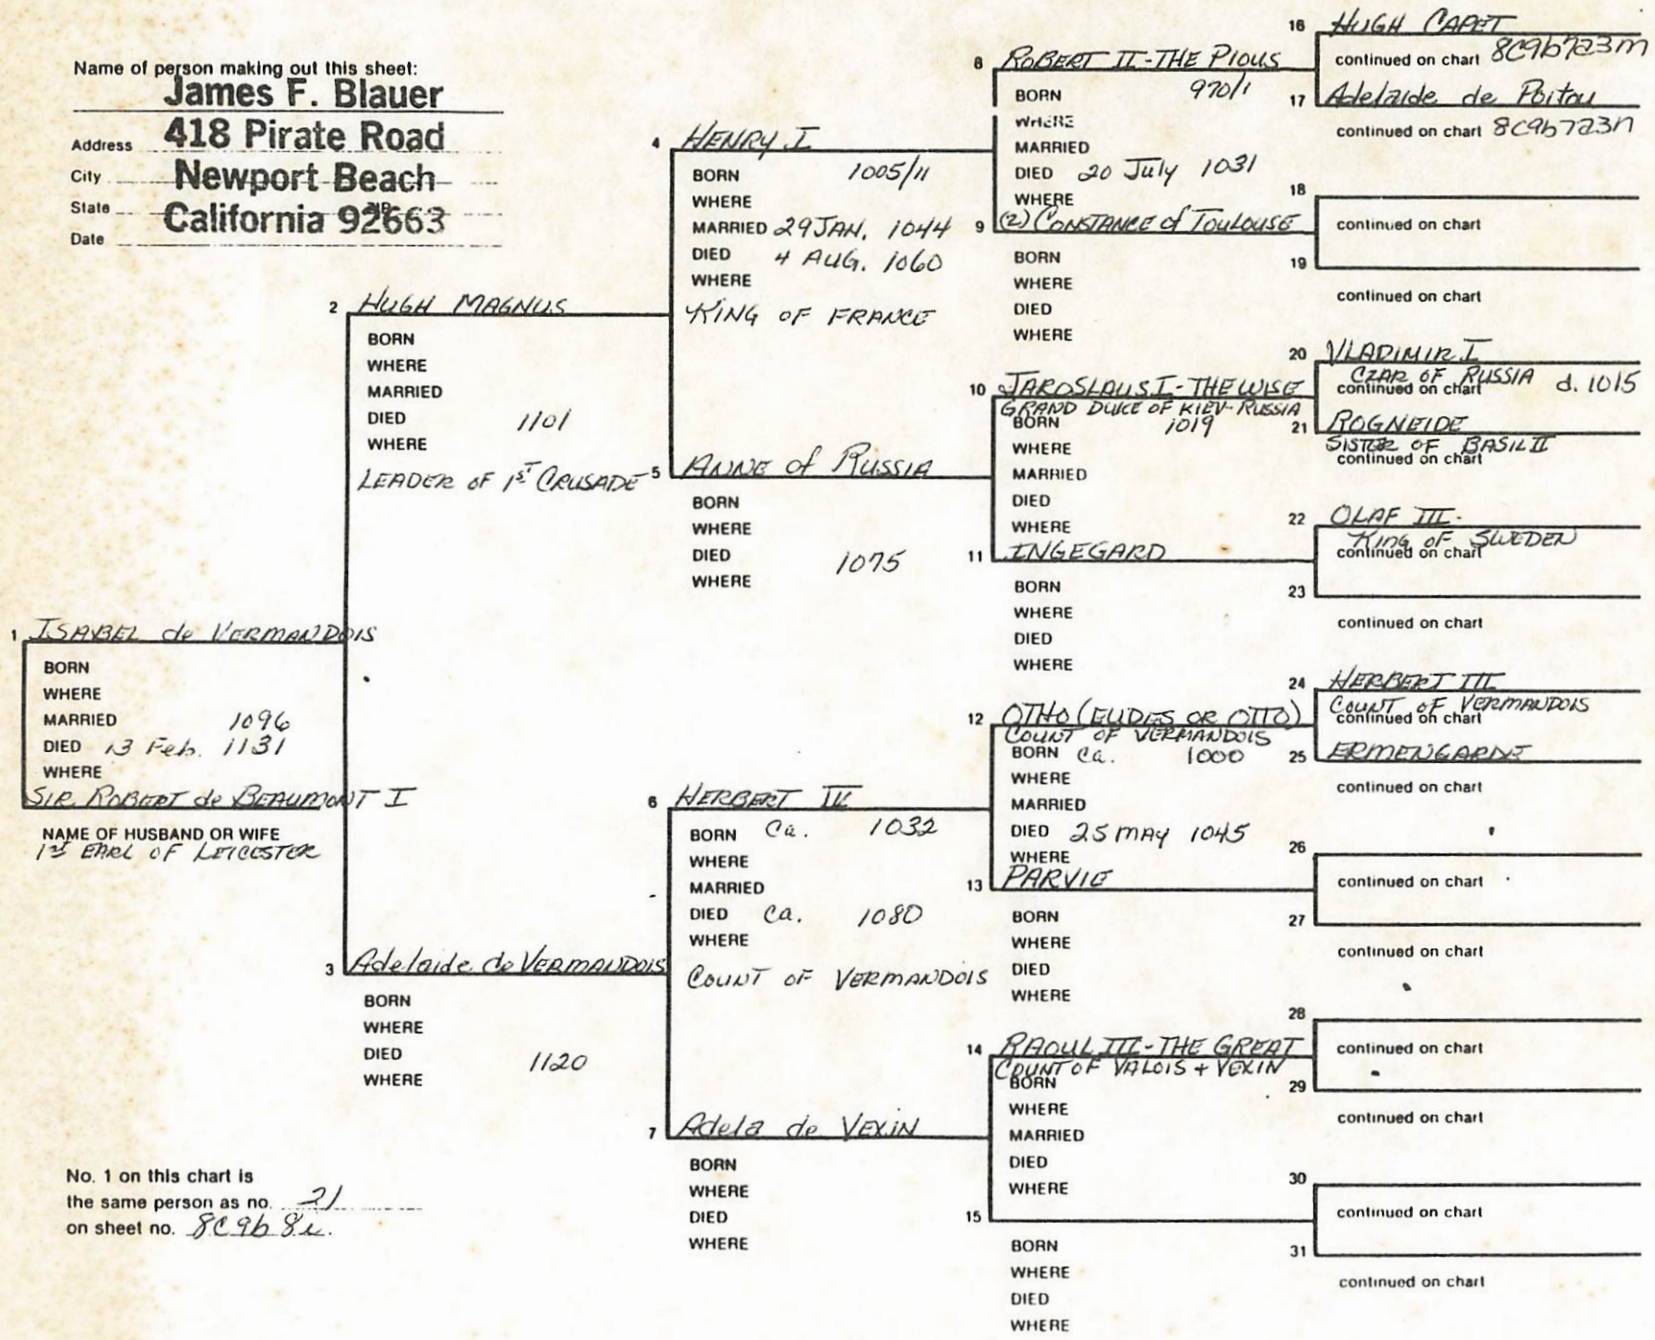 Name of person making out this sheet:
James F. Blauer
Address 418 Pirate Road
City Newport Beach
State California 92663
Date
1 ISABEL de VERMANDOIS
BORN
WHERE
MARRIED 1096
DIED 13 Feb. 1131
WHERE
SIR ROBERT de BEAUMONT I
NAME OF HUSBAND OR WIFE
1ST EARL OF LEICESTER
2 HUGH MAGNUS
BORN
WHERE
MARRIED
DIED 1101
WHERE
LEADER OF 1ST CRUSADE
3 Adelaide de VERMANDOIS
BORN
WHERE
DIED 1120
WHERE
4 HENRY I
BORN 1005/11
WHERE
MARRIED 29 JAN. 1044
DIED 4 AUG. 1060
WHERE
KING OF FRANCE
5 ANNE of RUSSIA
BORN
WHERE
DIED 1075
WHERE
6 HERBERT IV
BORN Ca. 1032
WHERE
MARRIED
DIED Ca. 1080
WHERE
COUNT OF VERMANDOIS
7 Adela de VEXIN
BORN
WHERE
DIED
WHERE
8 ROBERT II - THE PIOUS
BORN 970/1
WHERE
MARRIED
DIED 20 July 1031
WHERE
9 (2) CONSTANCE of TOULOUSE
BORN
WHERE
DIED
WHERE
10 JAROSLAUS I - THE WISE
GRAND DUKE OF KIEV-RUSSIA
BORN 1019
WHERE
MARRIED
DIED
WHERE
11 INGEGARD
BORN
WHERE
DIED
WHERE
12 OTHO (EUDES OR OTTO)
COUNT OF VERMANDOIS
BORN Ca. 1000
WHERE
MARRIED
DIED 25 MAY 1045
WHERE
13 PARVIE
BORN
WHERE
DIED
WHERE
14 RAOUL III - THE GREAT
COUNT OF VALOIS + VEXIN
BORN
WHERE
MARRIED
DIED
WHERE
15
BORN
WHERE
DIED
WHERE
16 HUGH CAPET
continued on chart 8C9b7a3m
17 Adelaide de Poitou
continued on chart 8C9b7a3n
18
continued on chart
19
continued on chart
20 VLADIMIR I
CZAR OF RUSSIA d. 1015
continued on chart
21 ROGNEIDE
SISTER OF BASIL II
continued on chart
22 OLAF III -
KING OF SWEDEN
continued on chart
23
continued on chart
24 HERBERT III
COUNT OF VERMANDOIS
continued on chart
25 ERMENGARDE
continued on chart
26
continued on chart
27
continued on chart
28
continued on chart
29
continued on chart
30
continued on chart
31
continued on chart
No. 1 on this chart is
the same person as no. 21
on sheet no.